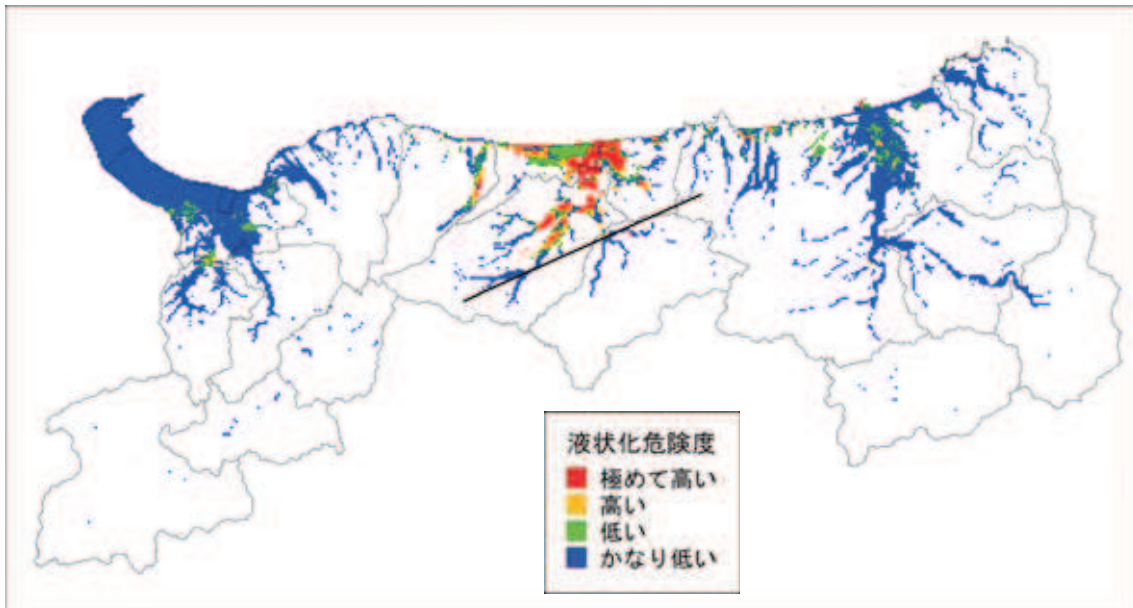 液状化危険度
極めて高い
高い
低い
かなり低い